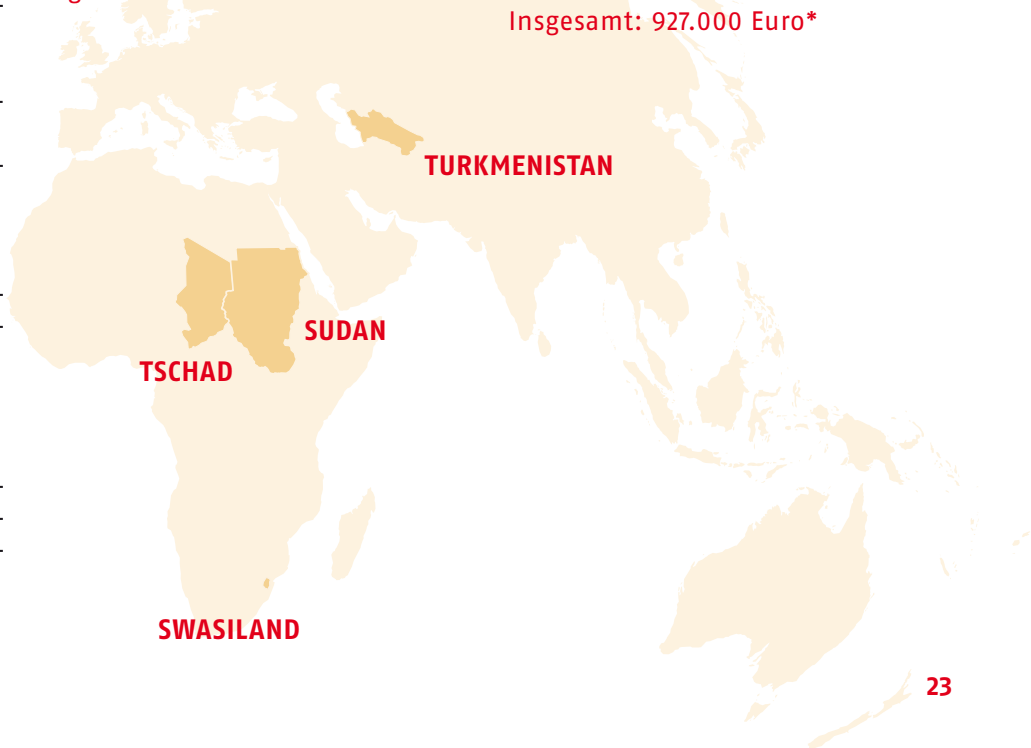 Insgesamt: 927.000 Euro*
TURKMENISTAN
SUDAN
TSCHAD
SWASILAND
23